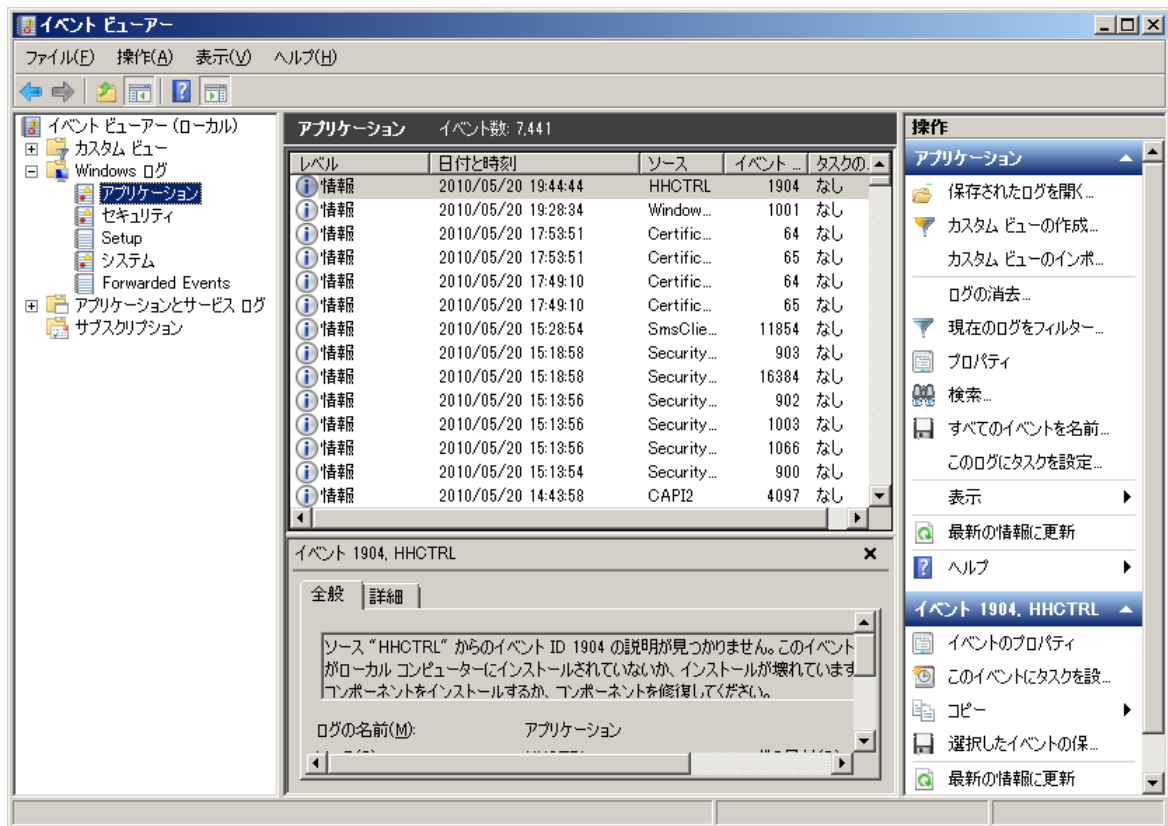 イベント ビューアー
ファイル(F) 操作(A) 表示(V) ヘルプ(H)
イベント ビューアー (ローカル)
カスタム ビュー
Windows ログ
アプリケーション
セキュリティ
Setup
システム
Forwarded Events
アプリケーションとサービス ログ
サブスクリプション
アプリケーション イベント数: 7,441
レベル 日付と時刻 ソース イベント ... タスクの
情報 2010/05/20 19:44:44 HHCTRL 1904 なし
情報 2010/05/20 19:28:34 Window... 1001 なし
情報 2010/05/20 17:53:51 Certific... 64 なし
情報 2010/05/20 17:53:51 Certific... 65 なし
情報 2010/05/20 17:49:10 Certific... 64 なし
情報 2010/05/20 17:49:10 Certific... 65 なし
情報 2010/05/20 15:28:54 SmsClie... 11854 なし
情報 2010/05/20 15:18:58 Security... 903 なし
情報 2010/05/20 15:18:58 Security... 16384 なし
情報 2010/05/20 15:13:56 Security... 902 なし
情報 2010/05/20 15:13:56 Security... 1003 なし
情報 2010/05/20 15:13:56 Security... 1066 なし
情報 2010/05/20 15:13:54 Security... 900 なし
情報 2010/05/20 14:43:58 CAPI2 4097 なし
イベント 1904, HHCTRL
全般 詳細
ソース "HHCTRL" からのイベント ID 1904 の説明が見つかりません。このイベント
がローカル コンピューターにインストールされていないか、インストールが壊れています
コンポーネントをインストールするか、コンポーネントを修復してください。
ログの名前(M): アプリケーション
操作
アプリケーション
保存されたログを開く...
カスタム ビューの作成...
カスタム ビューのインポ...
ログの消去...
現在のログをフィルター...
プロパティ
検索...
すべてのイベントを名前...
このログにタスクを設定...
表示
最新の情報に更新
ヘルプ
イベント 1904, HHCTRL
イベントのプロパティ
このイベントにタスクを設...
コピー
選択したイベントの保...
最新の情報に更新